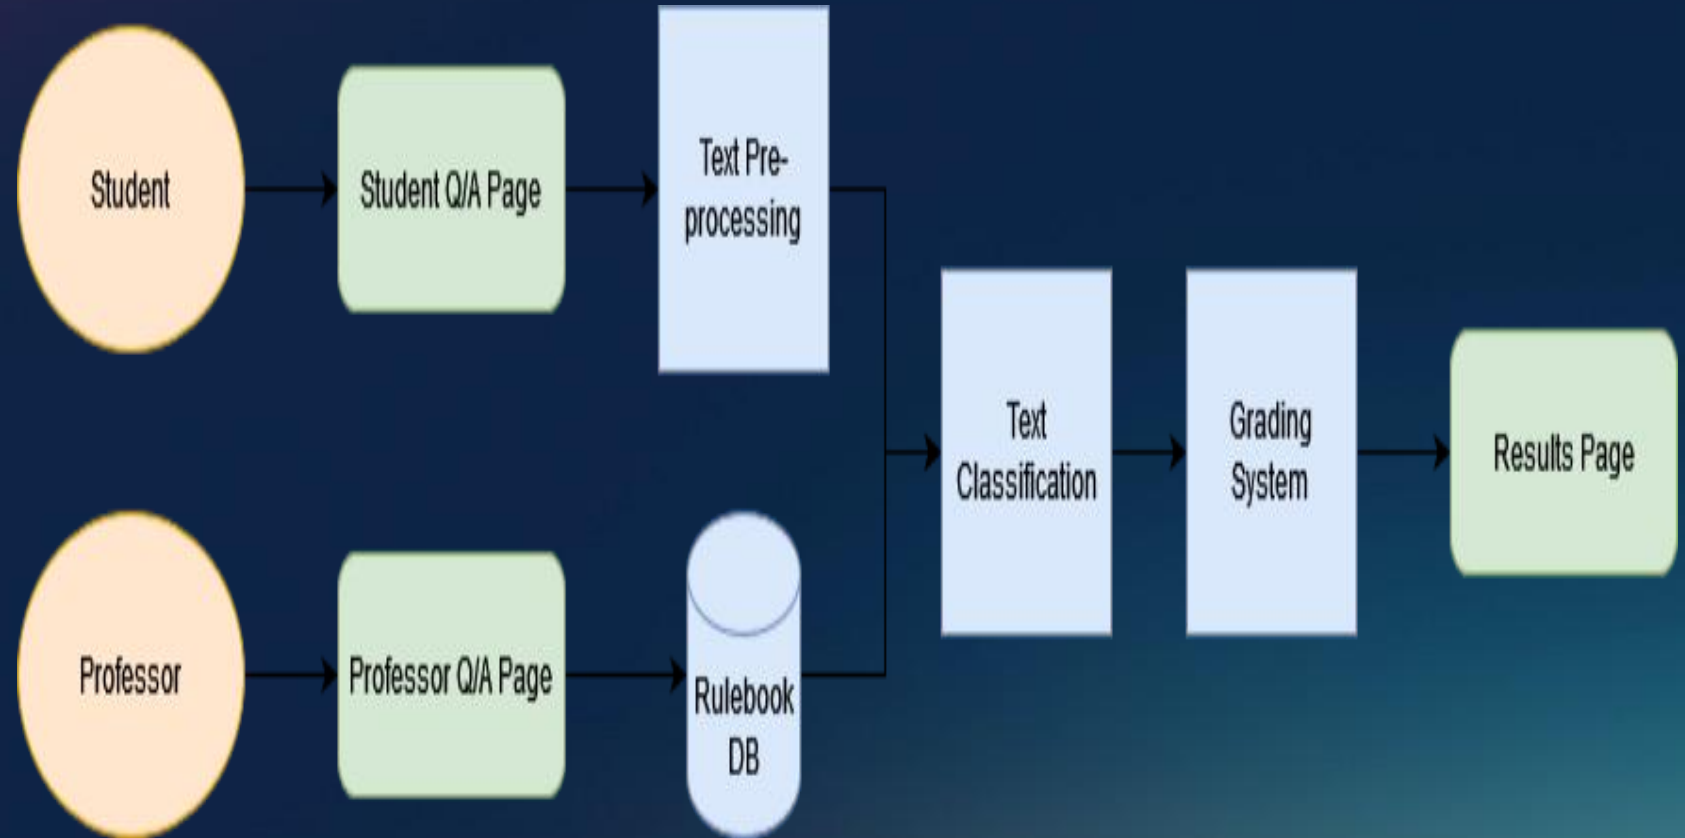 Student
Student Q/A Page
Text Pre-
processing
Text
Classification
Grading
System
Results Page
Professor
Professor Q/A Page
Rulebook
DB